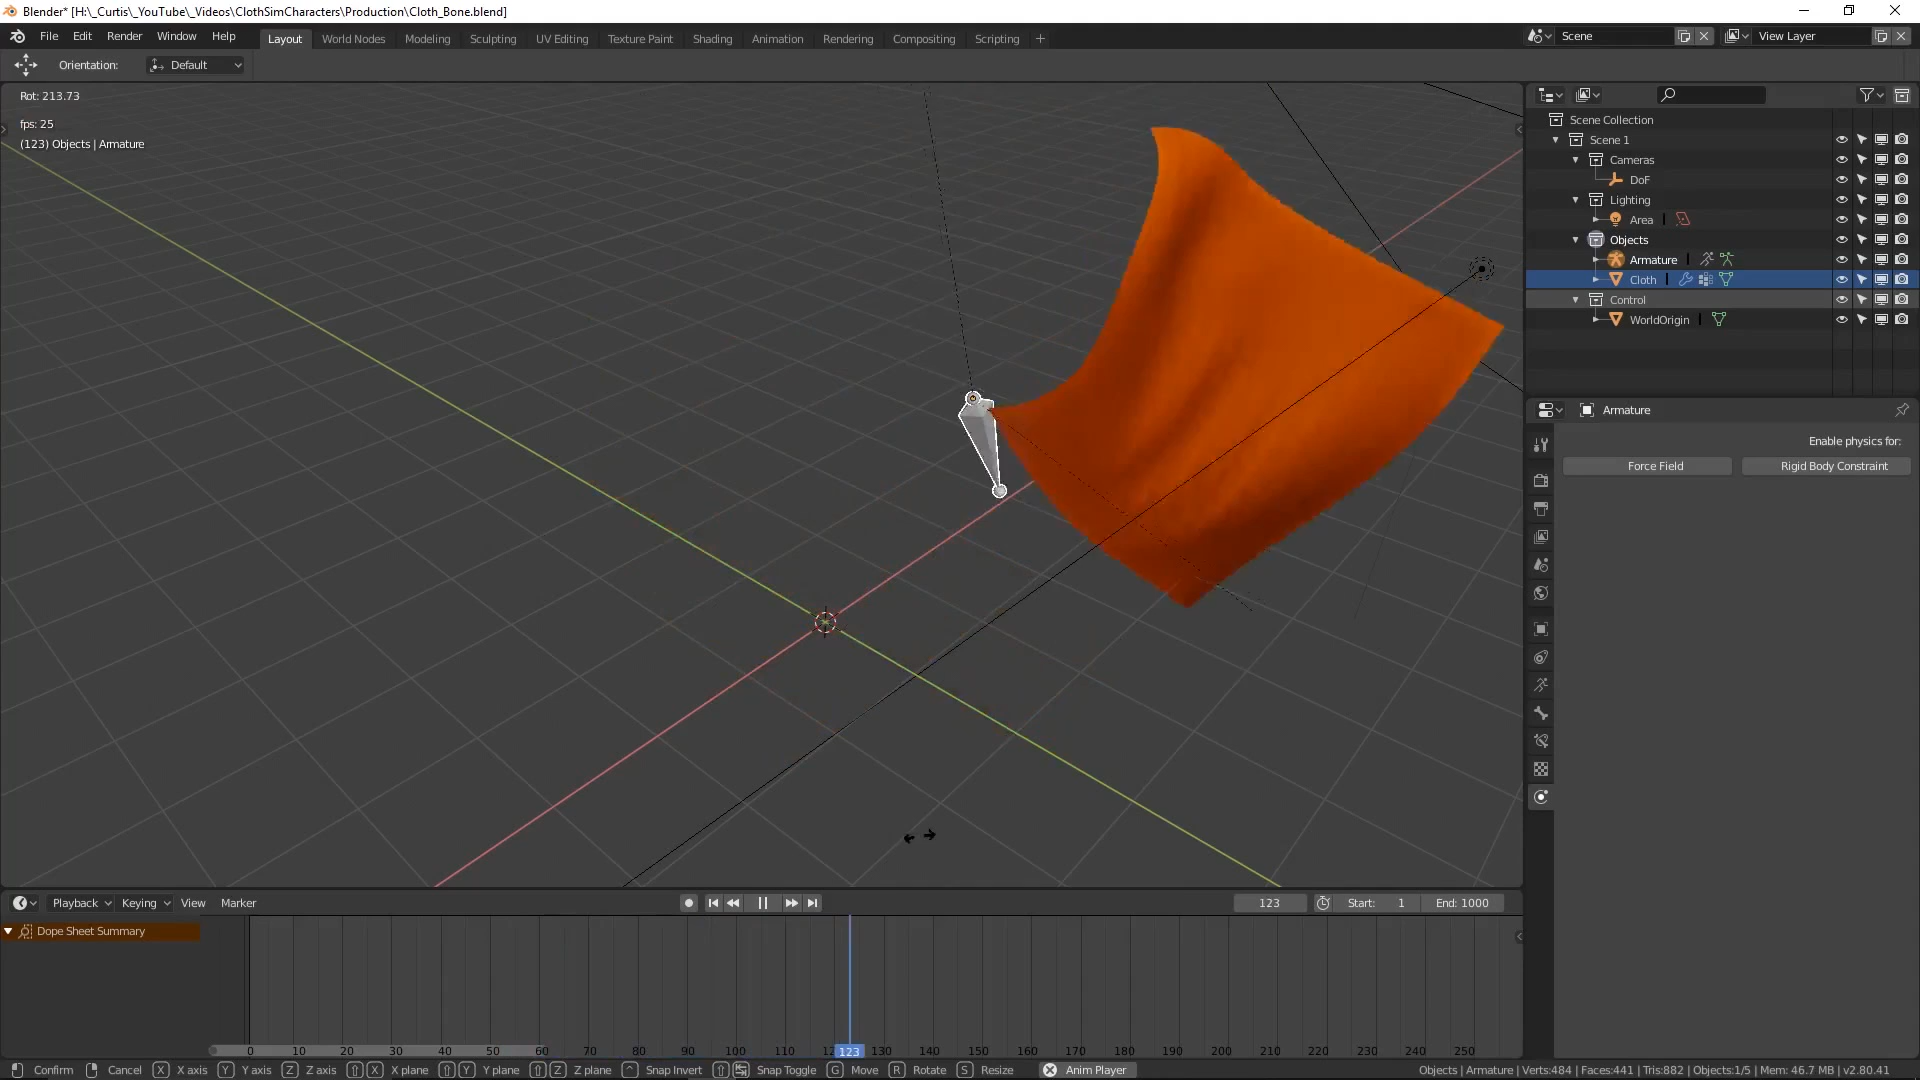 Blender* [H:\_Curtis\_YouTube\_Videos\ClothSimCharacters\Production\Cloth_Bone.blend]
File Edit Render Window Help
Layout World Nodes Modeling Sculpting UV Editing Texture Paint Shading Animation Rendering Compositing Scripting +
Scene
View Layer
Orientation: Default
Rot: 213.73
fps: 25
(123) Objects | Armature
Scene Collection
Scene 1
Cameras
DoF
Lighting
Area
Objects
Armature
Cloth
Control
WorldOrigin
Armature
Enable physics for:
Force Field
Rigid Body Constraint
Playback Keying View Marker
123
Start: 1
End: 1000
Dope Sheet Summary
0 10 20 30 40 50 60 70 80 90 100 110 12 123 130 140 150 160 170 180 190 200 210 220 230 240 250
Confirm Cancel X X axis Y Y axis Z Z axis X X plane Y Y plane Z Z plane Snap Invert Snap Toggle G Move R Rotate S Resize Anim Player
Objects | Armature | Verts:484 | Faces:441 | Tris:882 | Objects:1/5 | Mem: 46.7 MB | v2.80.41